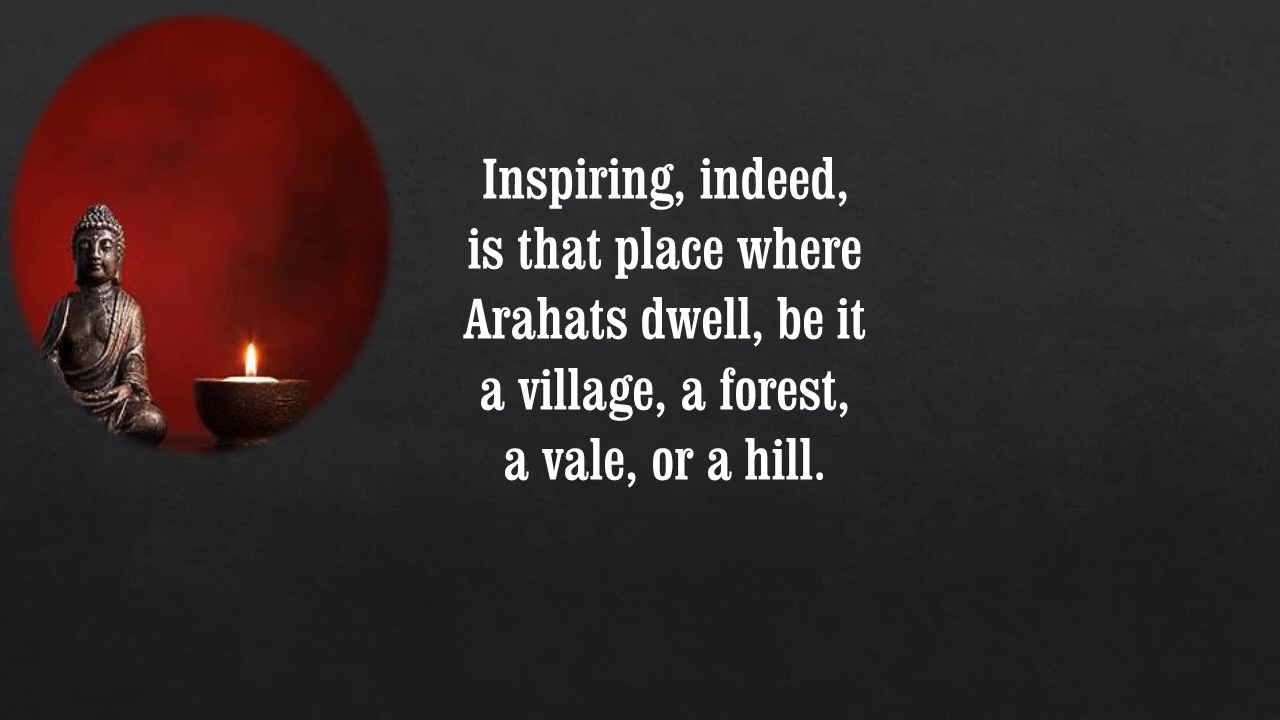 Inspiring, indeed,
is that place where
Arahats dwell, be it
a village, a forest,
a vale, or a hill.